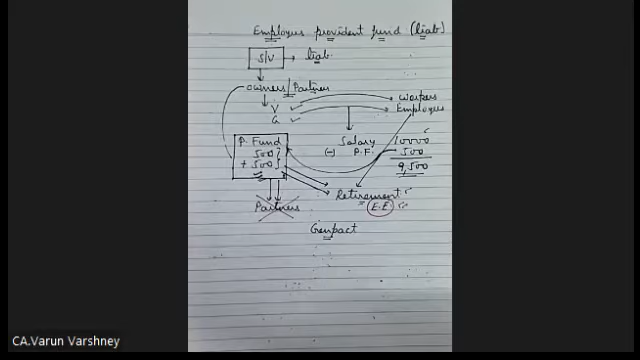 Employees provident fund (liab)
S/V → liab.
owners/Partner
V
G
workers
Employees
P. Fund
500
+ 500
Salary 10000
(-) P.F. 500
9,500
Retirement
E.E
Partners
Genpact
CA.Varun Varshney